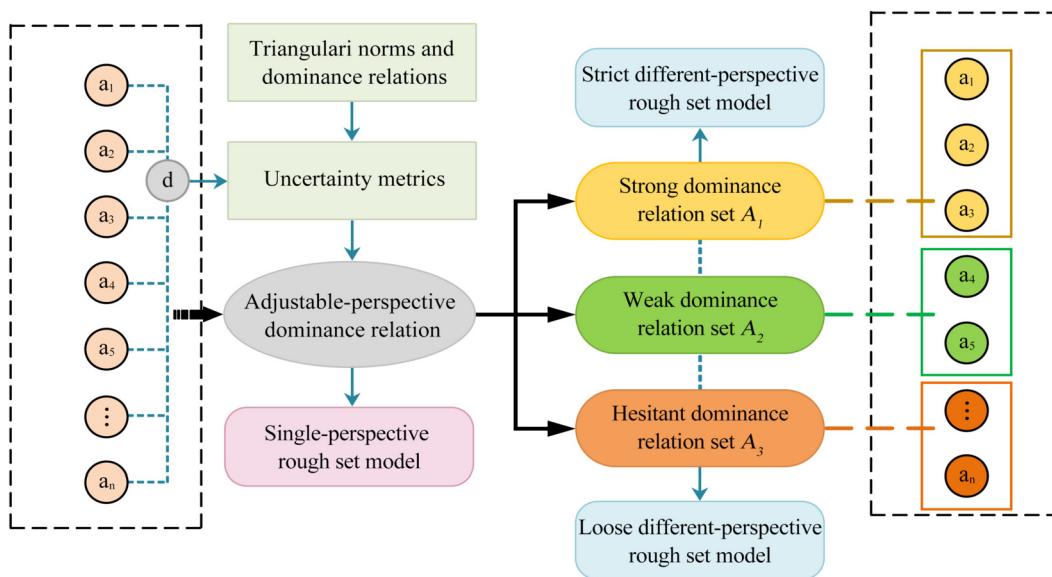 a1
a2
a3
a4
a5
⋮
an
d
Triangulari norms and
dominance relations
Uncertainty metrics
Adjustable-perspective
dominance relation
Single-perspective
rough set model
Strict different-perspective
rough set model
Strong dominance
relation set A1
Weak dominance
relation set A2
Hesitant dominance
relation set A3
Loose different-perspective
rough set model
a1
a2
a3
a4
a5
⋮
an